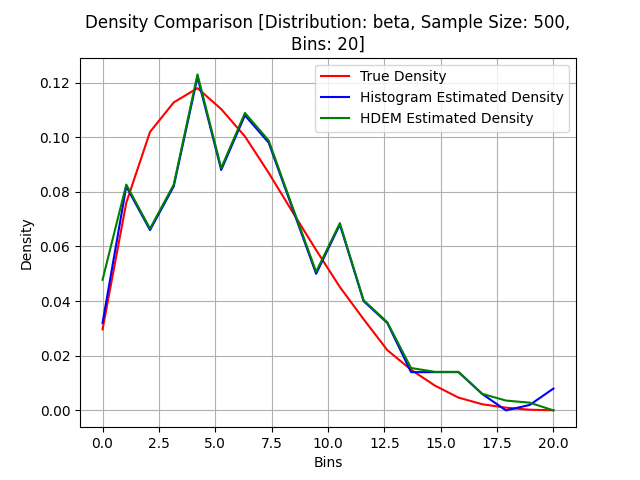 Density Comparison [Distribution: beta, Sample Size: 500,
Bins: 20]
True Density
Histogram Estimated Density
HDEM Estimated Density
Density
0.12
0.10
0.08
0.06
0.04
0.02
0.00
0.0 2.5 5.0 7.5 10.0 12.5 15.0 17.5 20.0
Bins